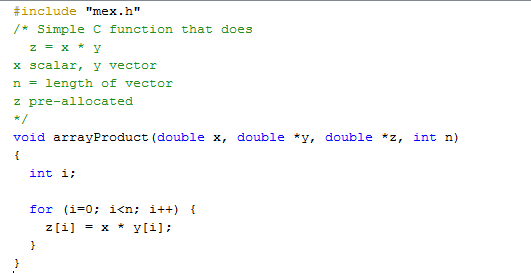 #include "mex.h"
/* Simple C function that does
z = x * y
x scalar, y vector
n = length of vector
z pre-allocated
*/
void arrayProduct(double x, double *y, double *z, int n)
{
int i;
for (i=0; i<n; i++) {
z[i] = x * y[i];
}
}